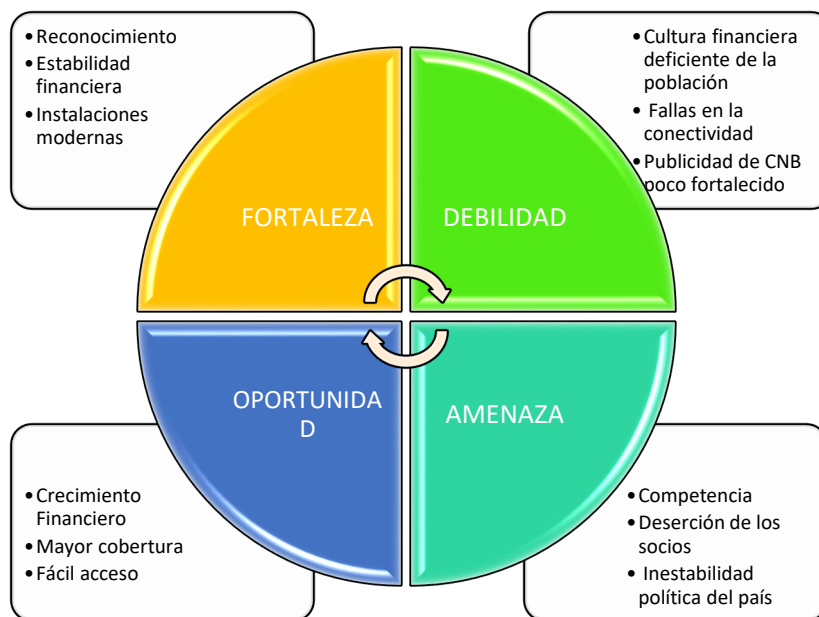 •Reconocimiento
•Estabilidad
financiera
•Instalaciones
modernas
•Cultura financiera
deficiente de la
población
• Fallas en la
conectividad
•Publicidad de CNB
poco fortalecido
FORTALEZA
DEBILIDAD
OPORTUNIDA
D
AMENAZA
•Crecimiento
Financiero
•Mayor cobertura
•Fácil acceso
•Competencia
•Deserción de los
socios
• Inestabilidad
política del país